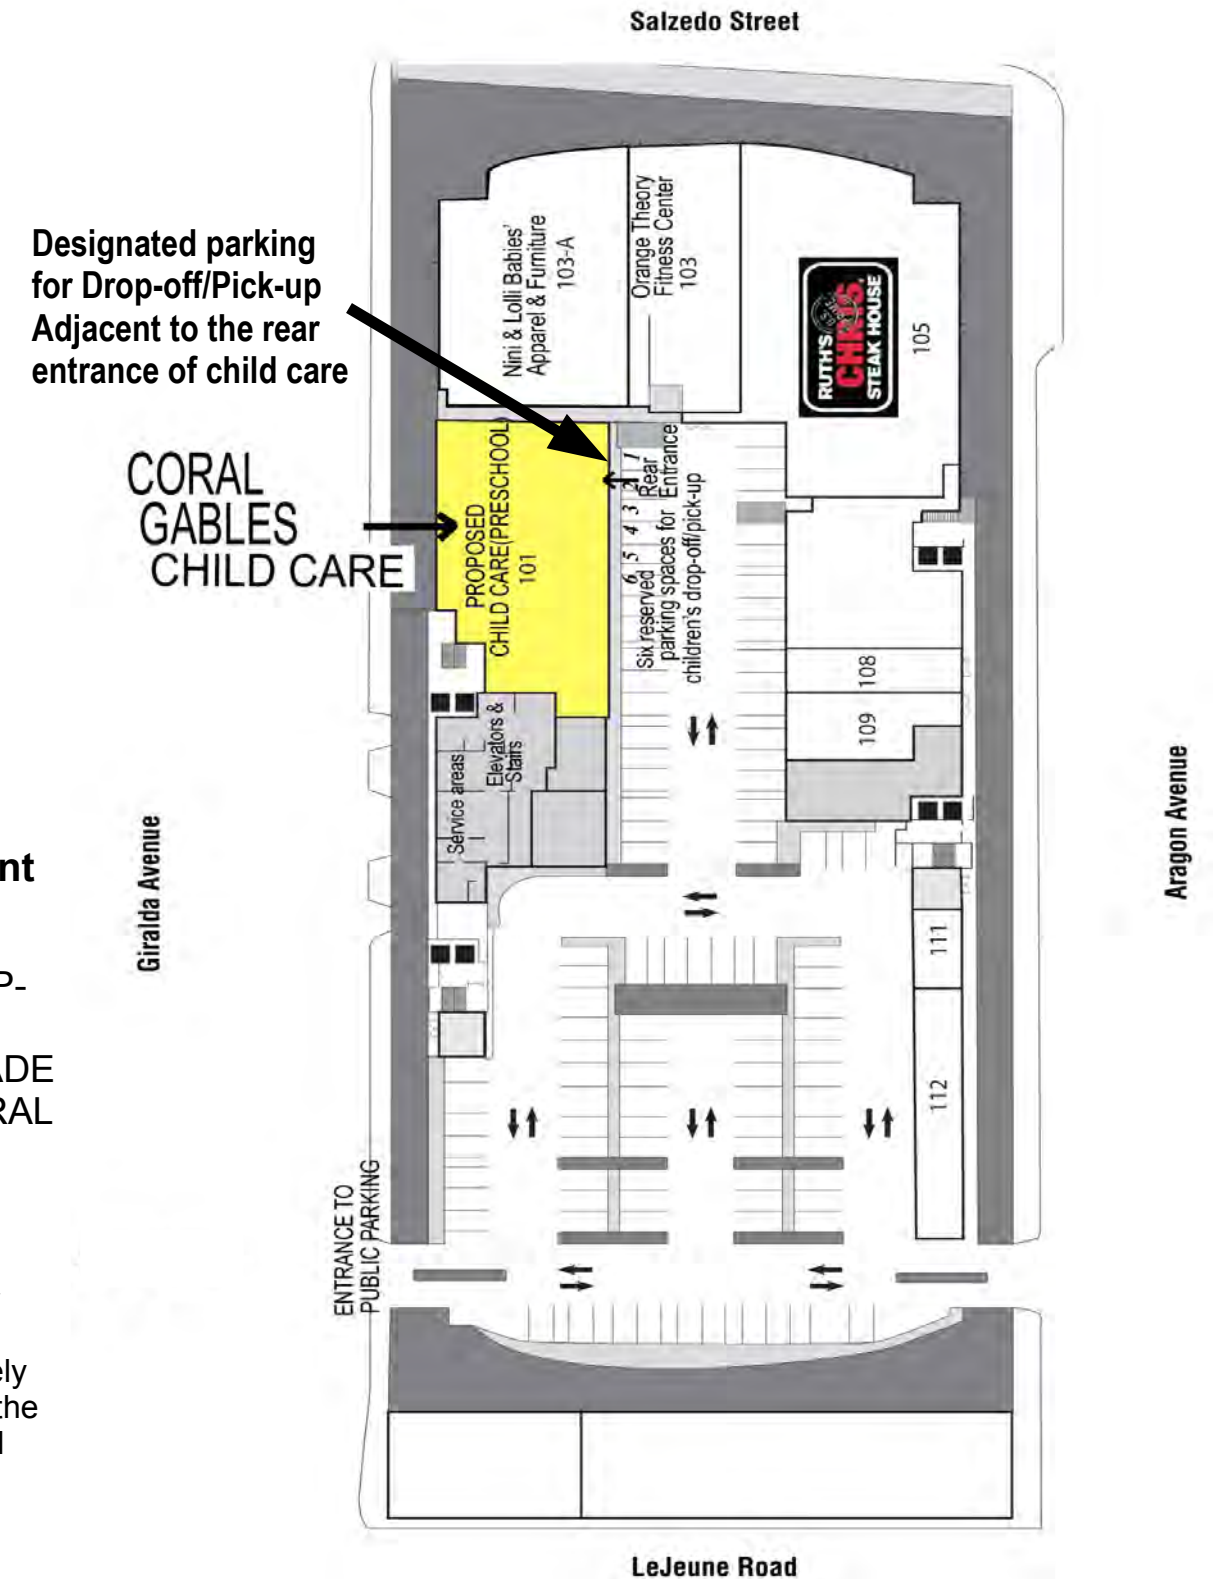 Salzedo Street
Designated parking
for Drop-off/Pick-up
Adjacent to the rear
entrance of child care
Nini & Lolli Babies'
Apparel & Furniture
103-A
Orange Theory
Fitness Center
103
RUTH'S
CHRIS
STEAK HOUSE
105
CORAL
GABLES
CHILD CARE
PROPOSED
CHILD CARE(PRESCHOOL)
101
1
2
3
4
5
6
Rear
Entrance
Six reserved
parking spaces for
children's drop-off/pick-up
108
109
Elevators &
Stairs
Service areas
Giralda Avenue
Aragon Avenue
nt
P-
ADE
RAL
111
112
ENTRANCE TO
PUBLIC PARKING
ely
the
LeJeune Road